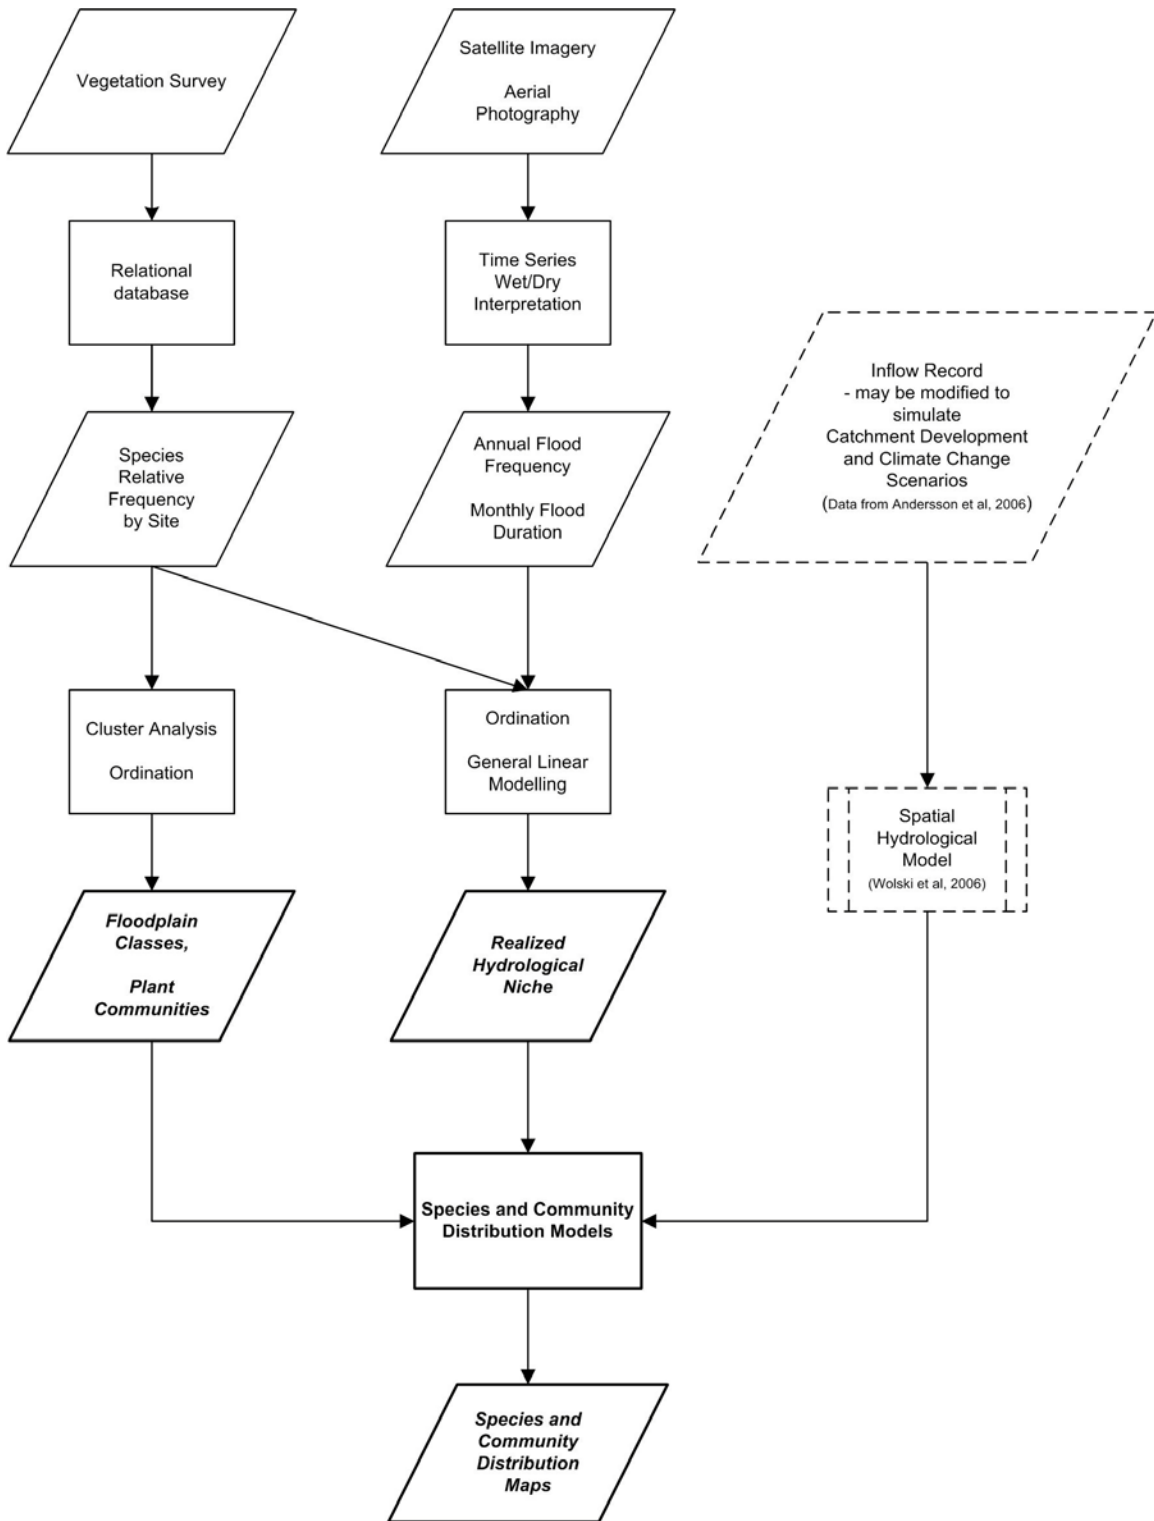 Vegetation Survey
Satellite Imagery
Aerial
Photography
Relational
database
Time Series
Wet/Dry
Interpretation
Inflow Record
- may be modified to
simulate
Catchment Development
and Climate Change
Scenarios
(Data from Andersson et al, 2006)
Species
Relative
Frequency
by Site
Annual Flood
Frequency
Monthly Flood
Duration
Cluster Analysis
Ordination
Ordination
General Linear
Modelling
Spatial
Hydrological
Model
(Wolski et al, 2006)
Floodplain
Classes,
Plant
Communities
Realized
Hydrological
Niche
Species and Community
Distribution Models
Species and
Community
Distribution
Maps